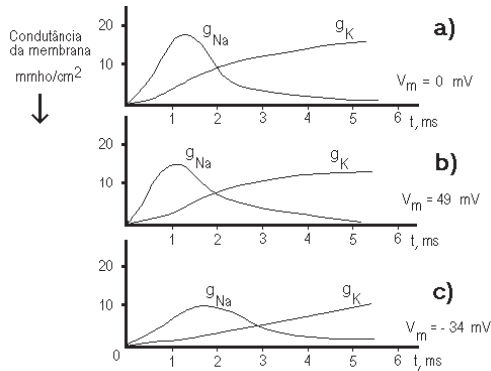 Condutância
da membrana
mmho/cm2
20
10
gNa
gK
a)
Vm = 0 mV
1 2 3 4 5 6 t, ms
20
10
gNa
gK
b)
Vm = 49 mV
1 2 3 4 5 6 t, ms
20
10
gNa
gK
c)
Vm = - 34 mV
0 1 2 3 4 5 6
t, ms